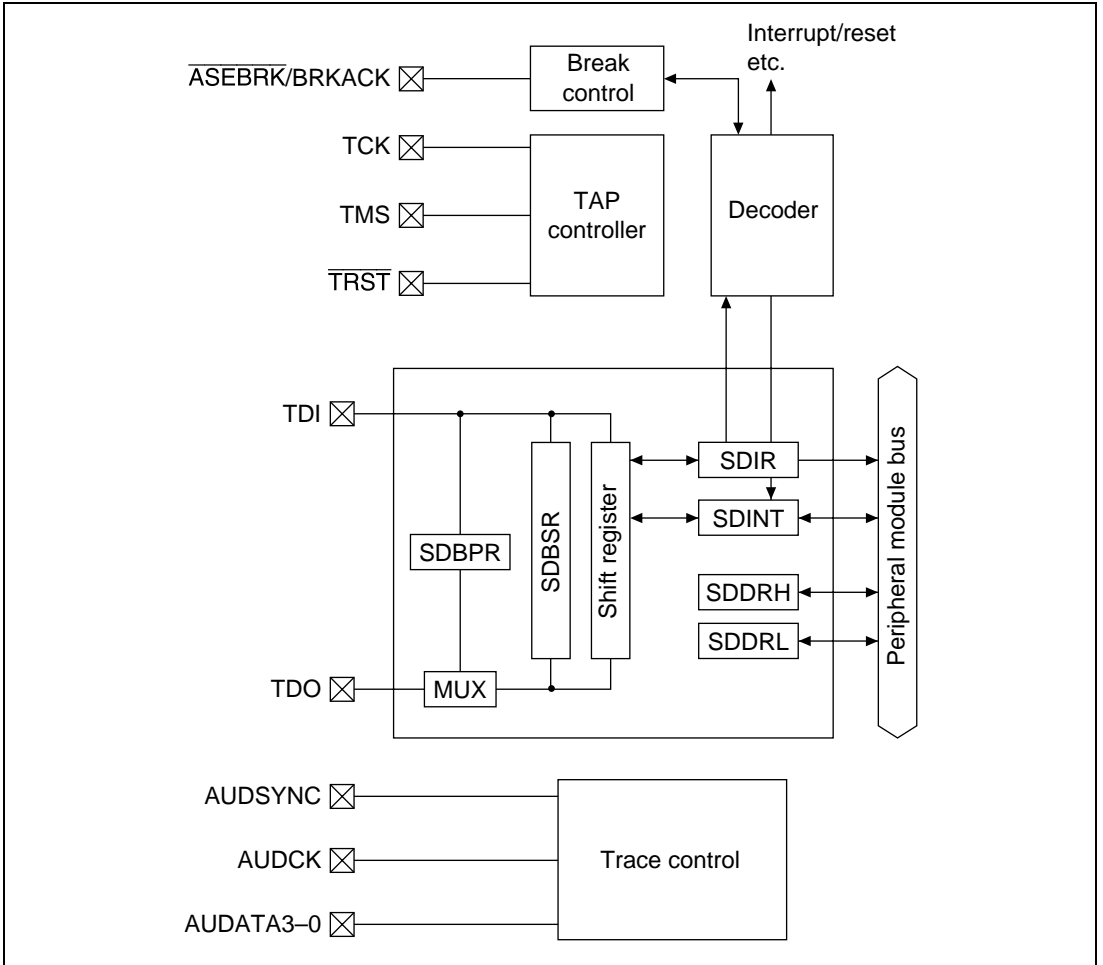 Interrupt/reset
etc.
ASEBRK/BRKACK
Break
control
TCK
TMS
TRST
TAP
controller
Decoder
TDI
TDO
SDBPR
MUX
SDBSR
Shift register
SDIR
SDINT
SDDRH
SDDRL
Peripheral module bus
AUDSYNC
AUDCK
AUDATA3–0
Trace control